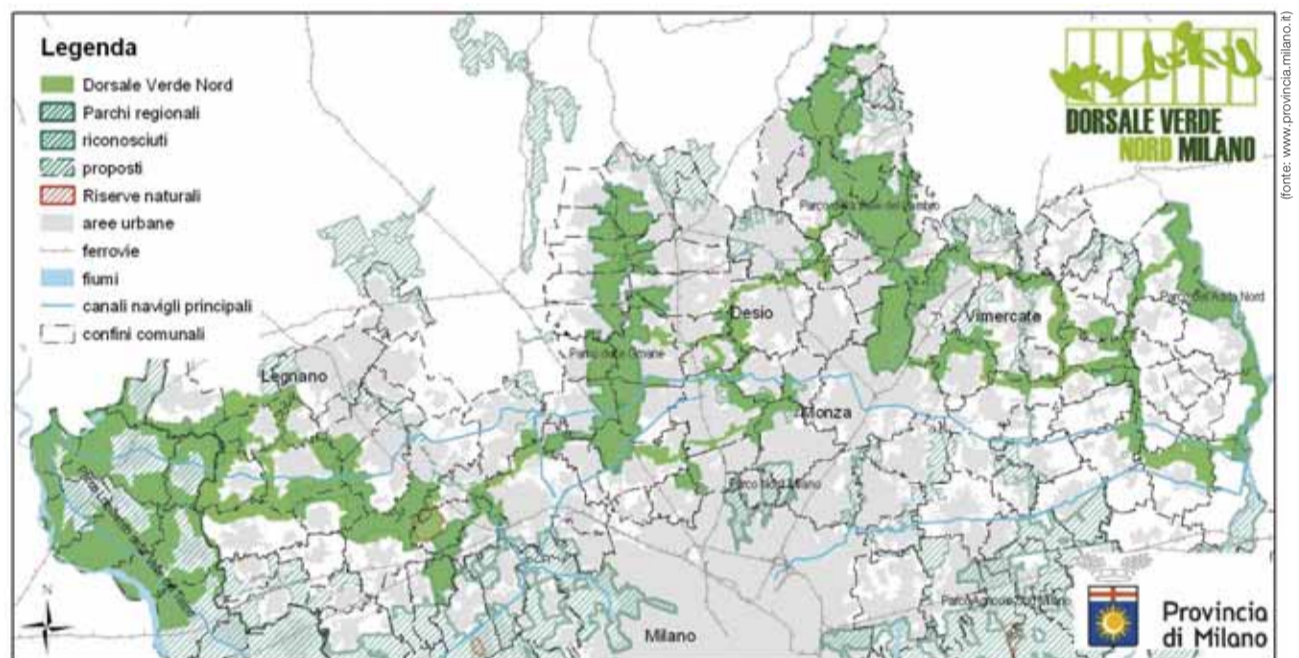 Legenda
Dorsale Verde Nord
Parchi regionali
riconosciuti
proposti
Riserve naturali
aree urbane
ferrovie
fiumi
canali navigli principali
confini comunali
DORSALE VERDE
NORD MILANO
(fonte: www.provincia.milano.it)
Desio
Vimercate
Parco dell'Adda Nord
Legnano
Monza
Parco Nord Milano
N
Milano
Provincia
di Milano